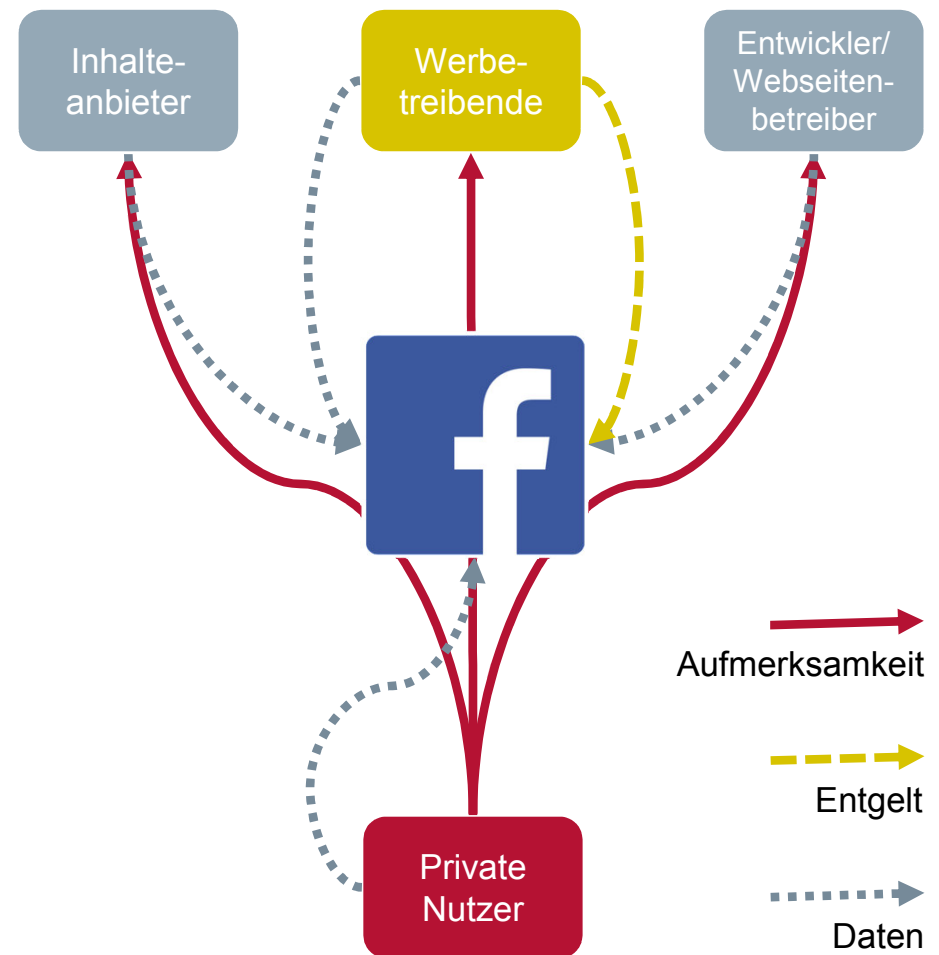 Inhalte-
anbieter
Werbe-
treibende
Entwickler/
Webseiten-
betreiber
f
Aufmerksamkeit
Entgelt
Private
Nutzer
Daten